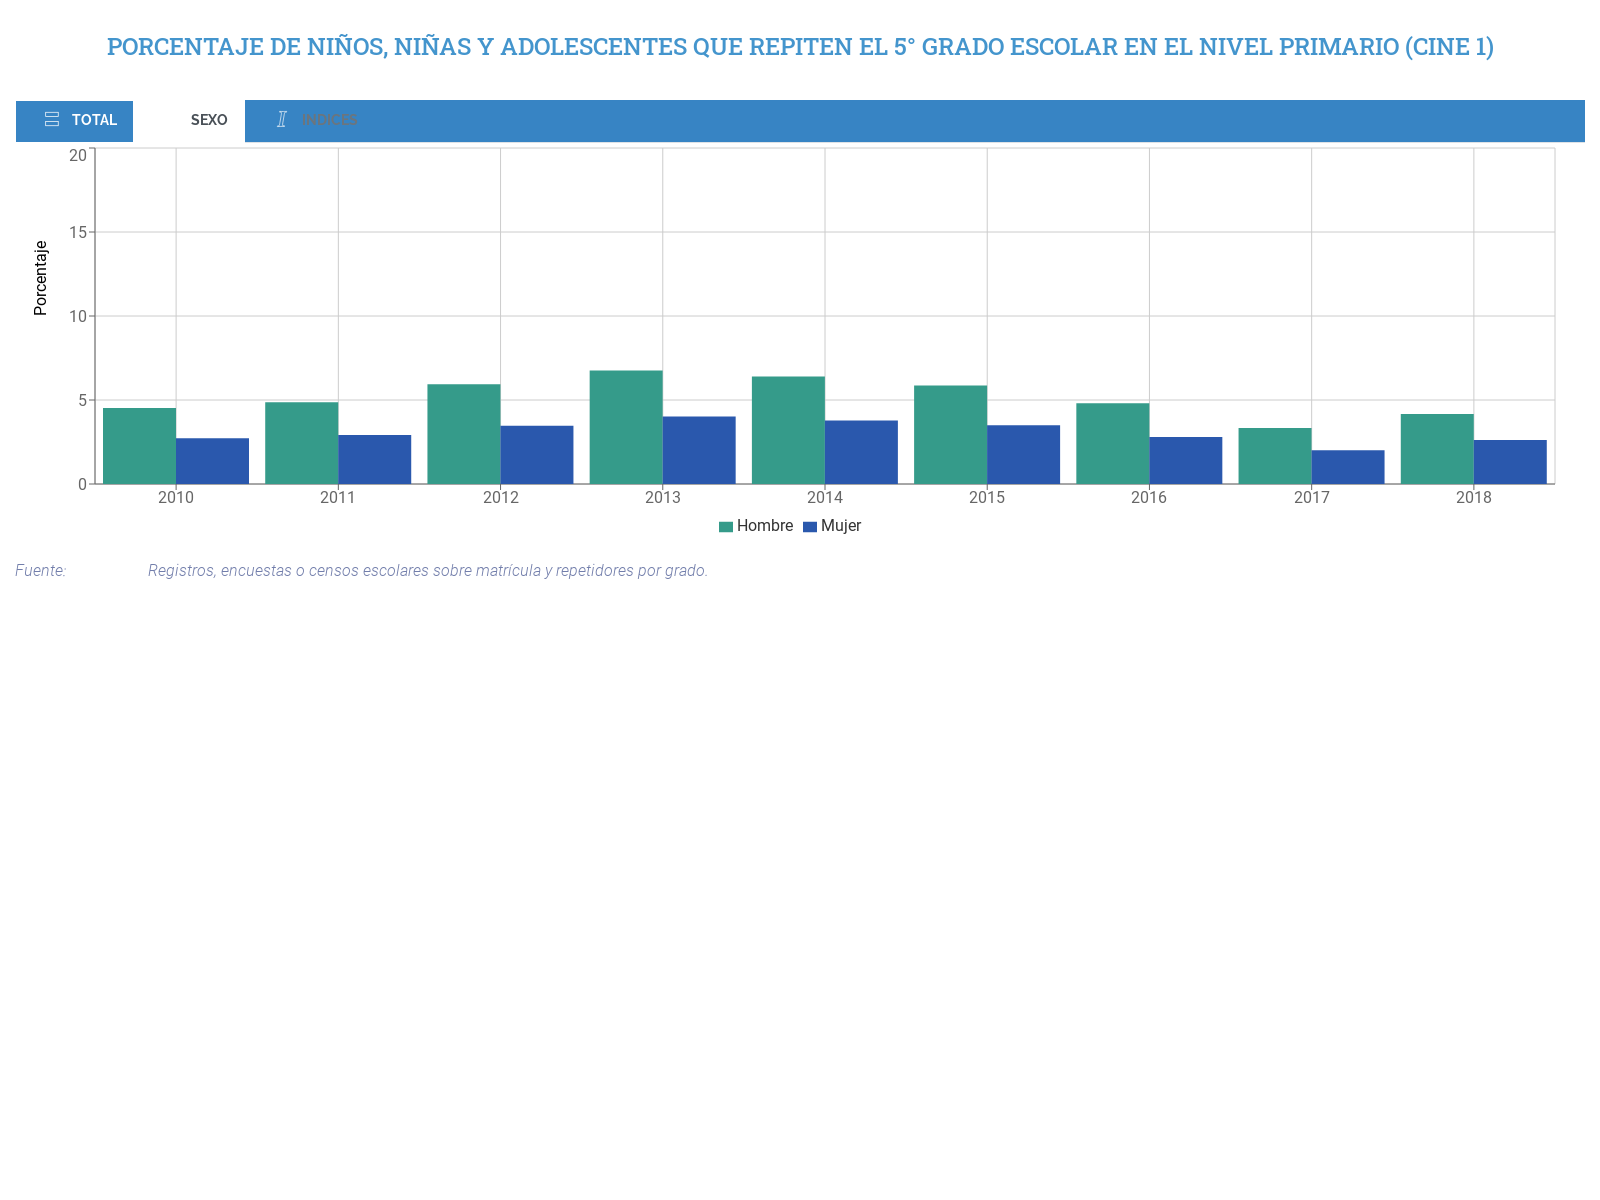 PORCENTAJE DE NIÑOS, NIÑAS Y ADOLESCENTES QUE REPITEN EL 5° GRADO ESCOLAR EN EL NIVEL PRIMARIO (CINE 1)
TOTAL SEXO INDICES
20
15
10
5
0
Porcentaje
2010 2011 2012 2013 2014 2015 2016 2017 2018
Hombre Mujer
Fuente: Registros, encuestas o censos escolares sobre matrícula y repetidores por grado.